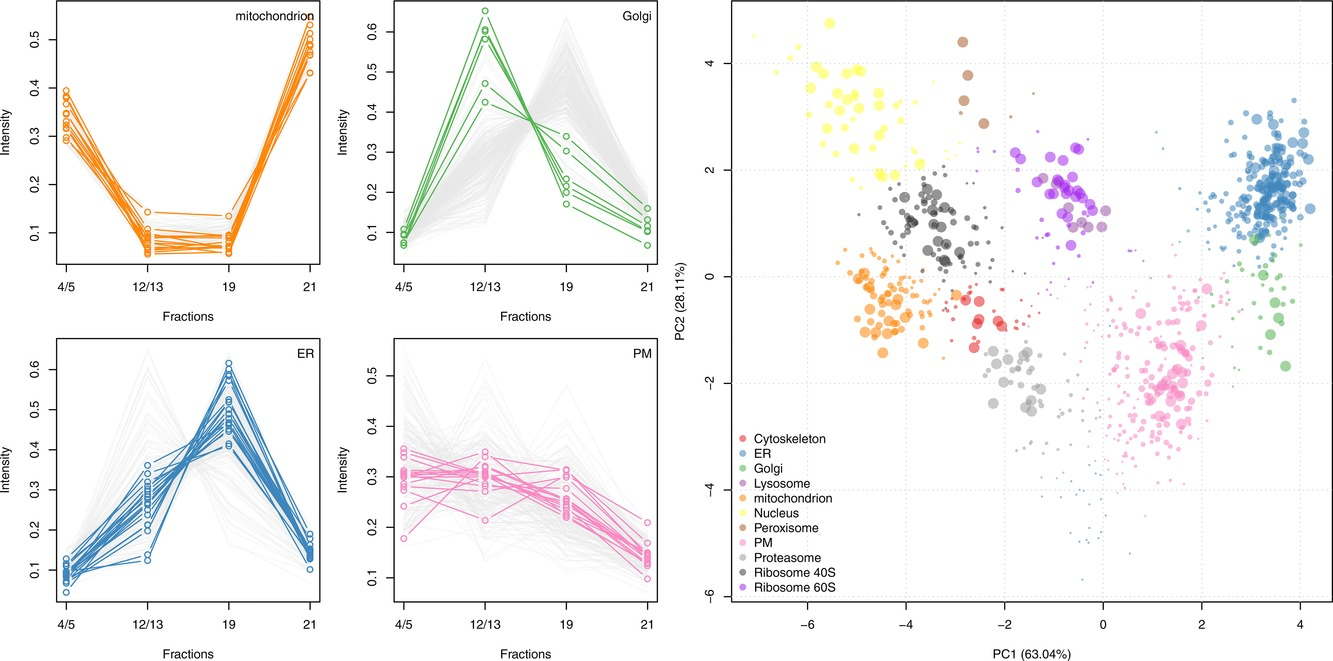 mitochondrion
Intensity
0.5
0.4
0.3
0.2
0.1
4/5 12/13 19 21
Fractions
Golgi
Intensity
0.6
0.5
0.4
0.3
0.2
0.1
4/5 12/13 19 21
Fractions
ER
Intensity
0.6
0.5
0.4
0.3
0.2
0.1
4/5 12/13 19 21
Fractions
PM
Intensity
0.5
0.4
0.3
0.2
0.1
4/5 12/13 19 21
Fractions
PC2 (28.11%)
4
2
0
−2
−4
−6
Cytoskeleton
ER
Golgi
Lysosome
mitochondrion
Nucleus
Peroxisome
PM
Proteasome
Ribosome 40S
Ribosome 60S
−6 −4 −2 0 2 4
PC1 (63.04%)